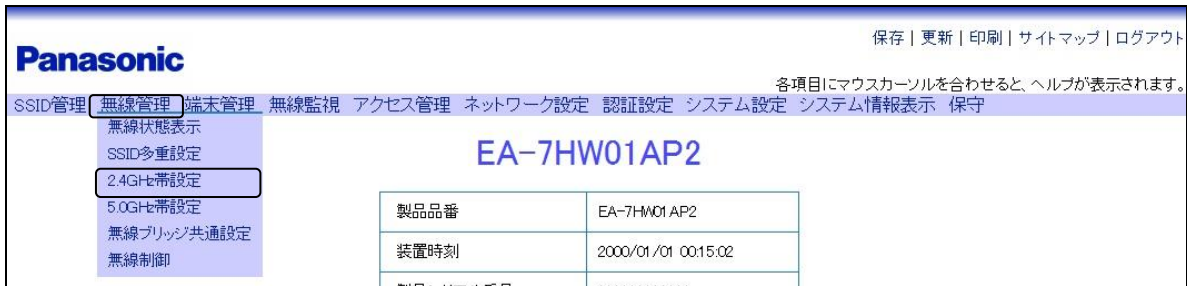 保存 | 更新 | 印刷 | サイトマップ | ログアウト
Panasonic
各項目にマウスカーソルを合わせると、ヘルプが表示されます。
SSID管理 無線管理 端末管理 無線監視 アクセス管理 ネットワーク設定 認証設定 システム設定 システム情報表示 保守
無線状態表示
SSID多重設定
2.4GHz帯設定
5.0GHz帯設定
無線ブリッジ共通設定
無線制御
EA-7HW01AP2
製品品番 EA-7HW01AP2
装置時刻 2000/01/01 00:15:02